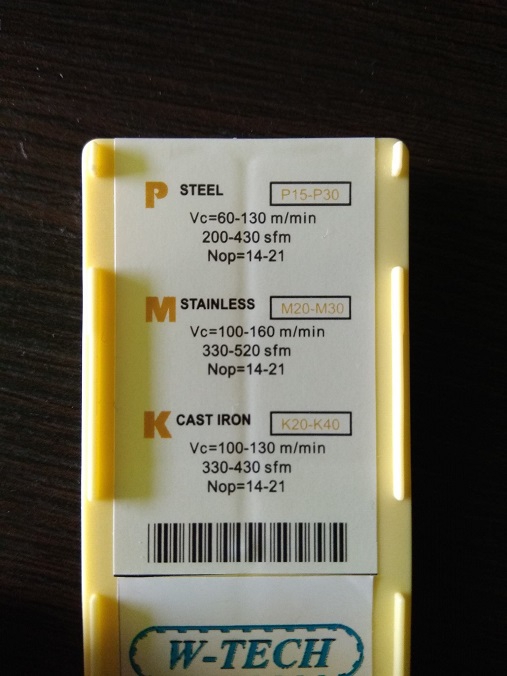 P STEEL P15-P30
Vc=60-130 m/min
200-430 sfm
Nop=14-21
M STAINLESS M20-M30
Vc=100-160 m/min
330-520 sfm
Nop=14-21
K CAST IRON K20-K40
Vc=100-130 m/min
330-430 sfm
Nop=14-21
W-TECH